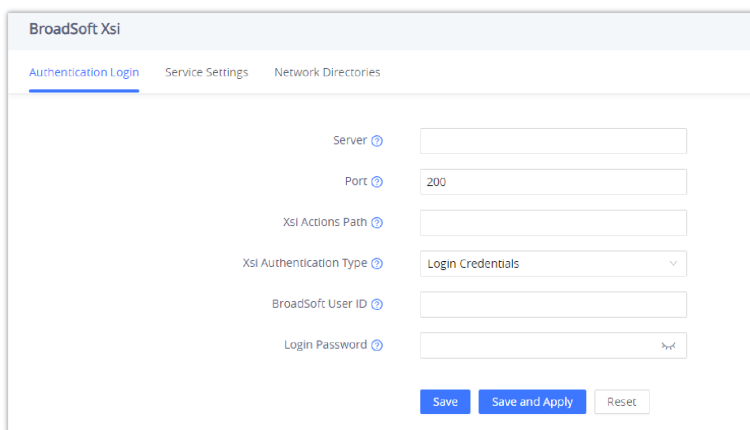 BroadSoft Xsi
Authentication Login Service Settings Network Directories
Server
Port 200
Xsi Actions Path
Xsi Authentication Type Login Credentials
BroadSoft User ID
Login Password
Save Save and Apply Reset